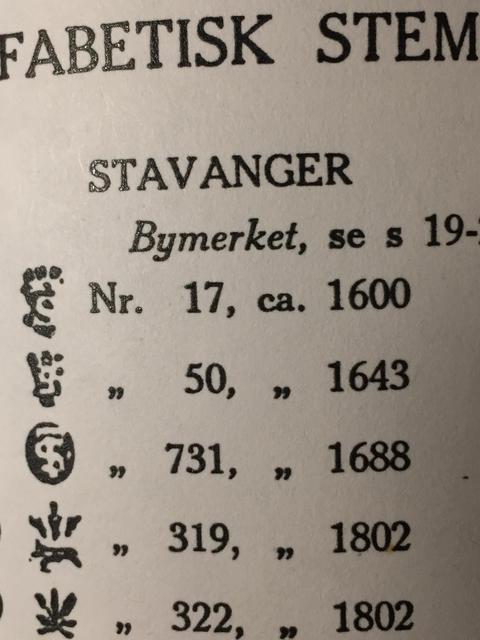 FABETISK STEM
STAVANGER
Bymerket, se s 19-
Nr. 17, ca. 1600
„ 50, „ 1643
„ 731, „ 1688
„ 319, „ 1802
„ 322, „ 1802